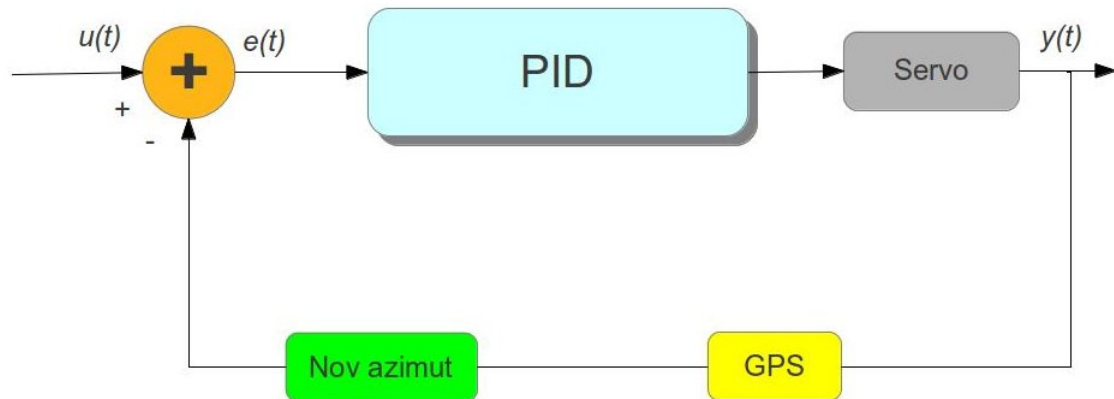 u(t)
e(t)
PID
Servo
y(t)
+
+
-
Nov azimut
GPS